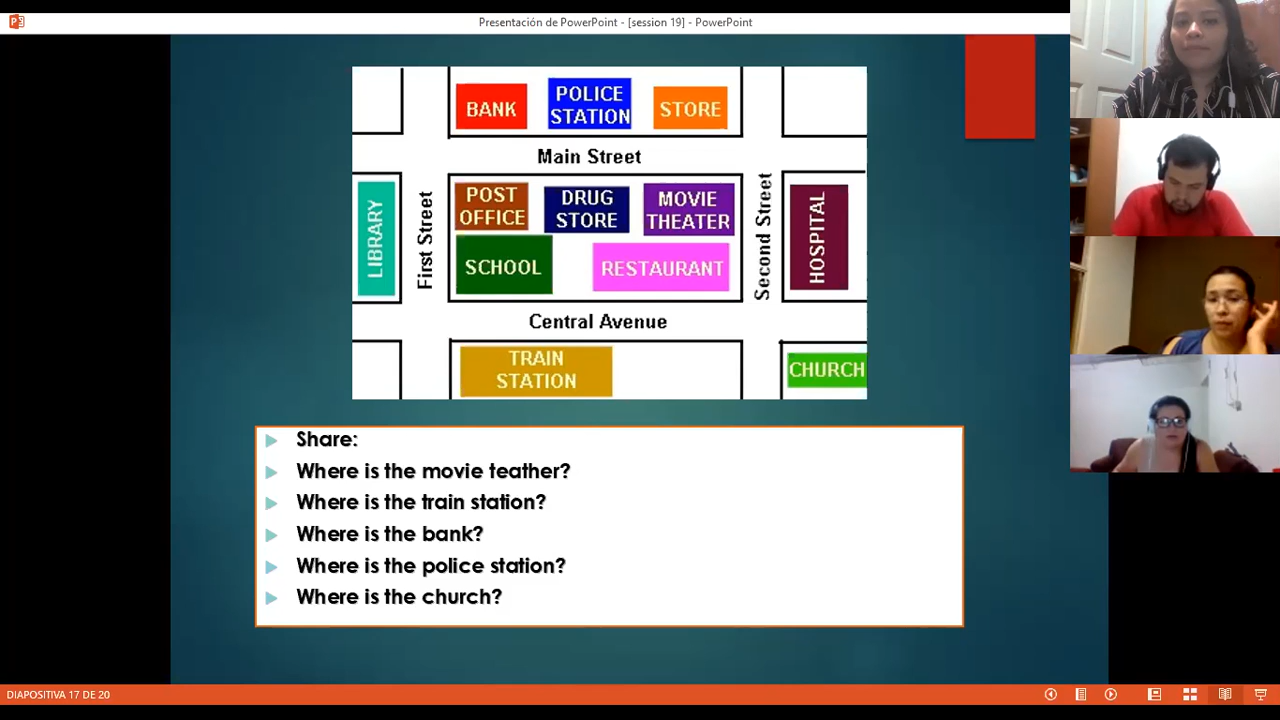 Presentación de PowerPoint - [session 19] - PowerPoint
BANK
POLICE
STATION
STORE
Main Street
LIBRARY
First Street
POST
OFFICE
DRUG
STORE
MOVIE
THEATER
Second Street
HOSPITAL
SCHOOL
RESTAURANT
Central Avenue
TRAIN
STATION
CHURCH
Share:
Where is the movie teather?
Where is the train station?
Where is the bank?
Where is the police station?
Where is the church?
DIAPOSITIVA 17 DE 20